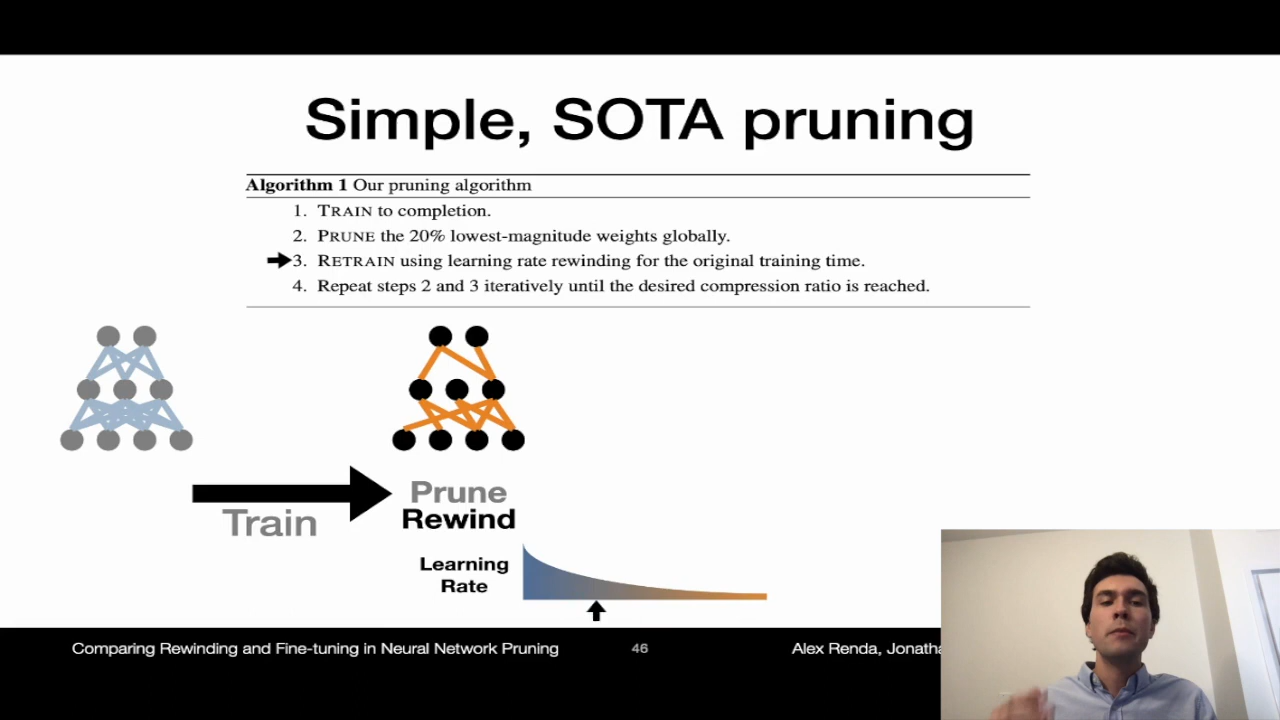 Simple, SOTA pruning
Algorithm 1 Our pruning algorithm
1. TRAIN to completion.
2. PRUNE the 20% lowest-magnitude weights globally.
3. RETRAIN using learning rate rewinding for the original training time.
4. Repeat steps 2 and 3 iteratively until the desired compression ratio is reached.
Train
Prune
Rewind
Learning
Rate
Comparing Rewinding and Fine-tuning in Neural Network Pruning
46
Alex Renda,